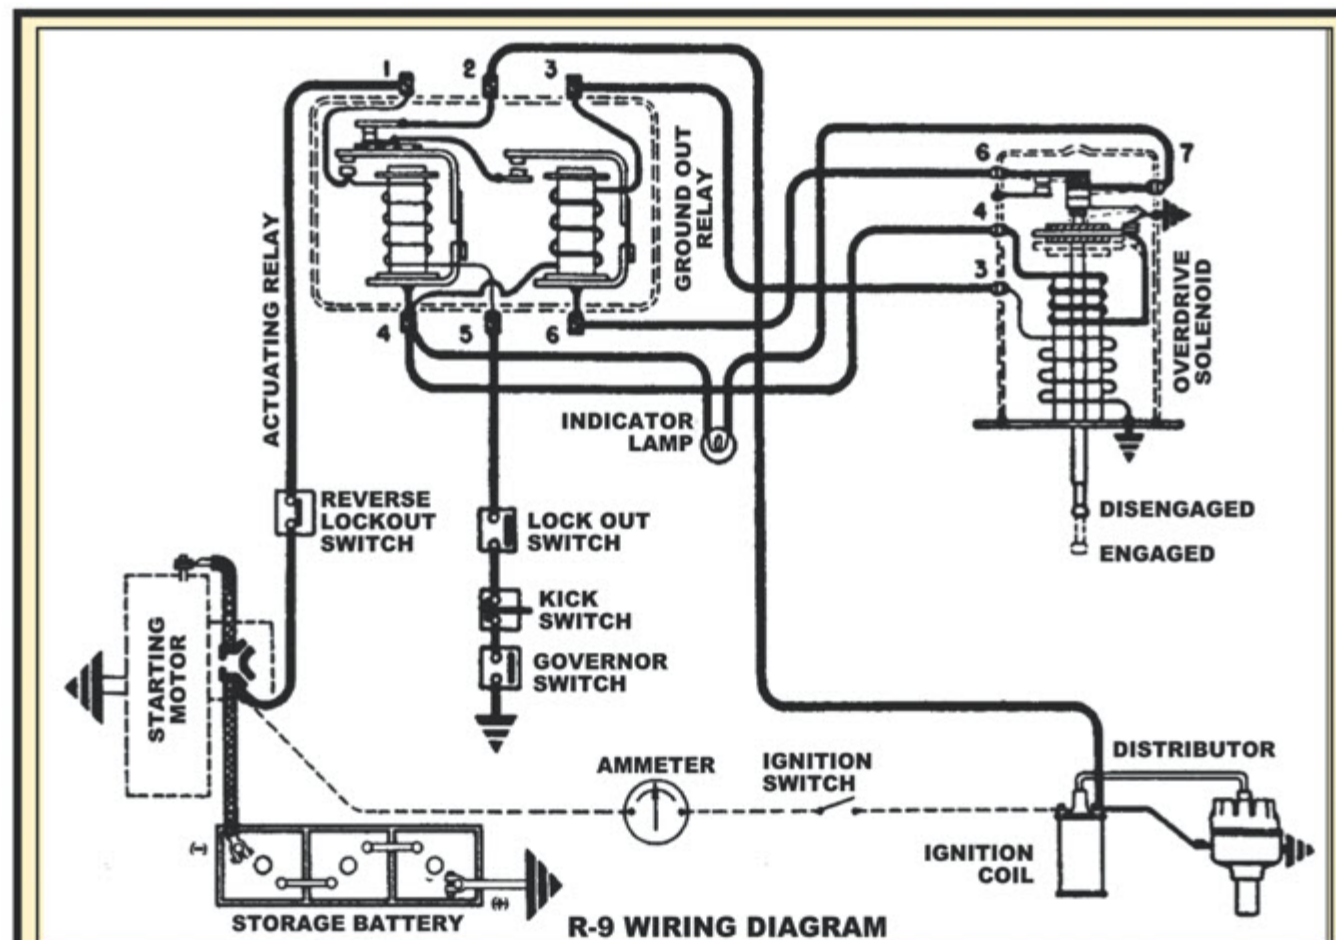 1 2 3
6 7
4
3
4 5 6
ACTUATING RELAY
GROUND OUT
RELAY
OVERDRIVE
SOLENOID
INDICATOR
LAMP
REVERSE
LOCKOUT
SWITCH
LOCK OUT
SWITCH
KICK
SWITCH
GOVERNOR
SWITCH
DISENGAGED
ENGAGED
STARTING
MOTOR
AMMETER
IGNITION
SWITCH
DISTRIBUTOR
IGNITION
COIL
(-)
(+)
STORAGE BATTERY
R-9 WIRING DIAGRAM